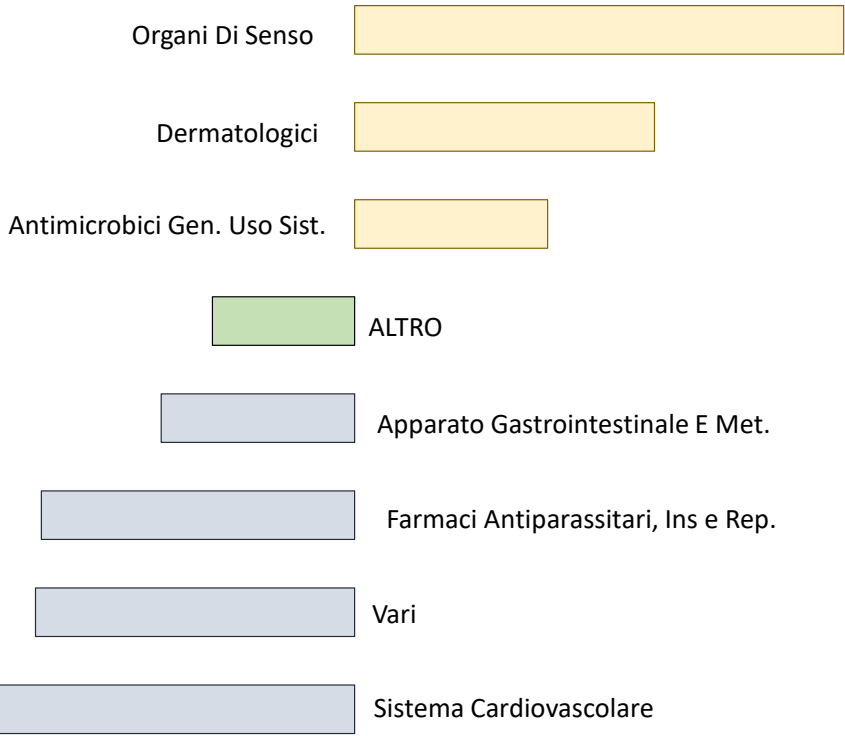 Organi Di Senso
Dermatologici
Antimicrobici Gen. Uso Sist.
ALTRO
Apparato Gastrointestinale E Met.
Farmaci Antiparassitari, Ins e Rep.
Vari
Sistema Cardiovascolare